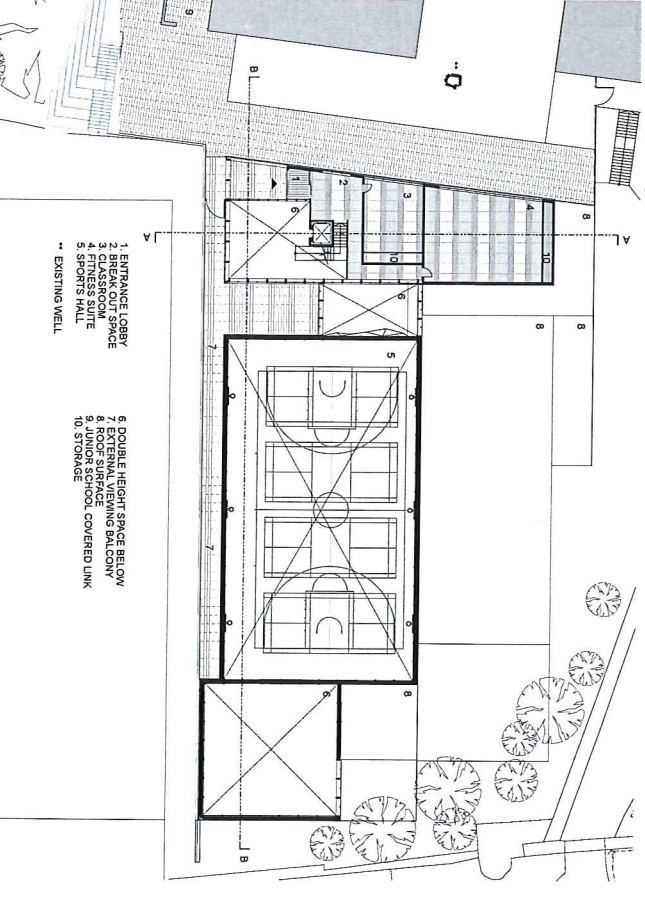 1. ENTRANCE LOBBY
2. BREAK OUT SPACE
3. CLASSROOM
4. FITNESS SUITE
5. SPORTS HALL
** EXISTING WELL
6. DOUBLE HEIGHT SPACE BELOW
7. EXTERNAL VIEWING BALCONY
8. ROOF SURFACE
9. JUNIOR SCHOOL COVERED LINK
10. STORAGE
9
**
B
8
1
2
3
4
6
10
10
A
A
6
8
8
5
7
7
6
8
B